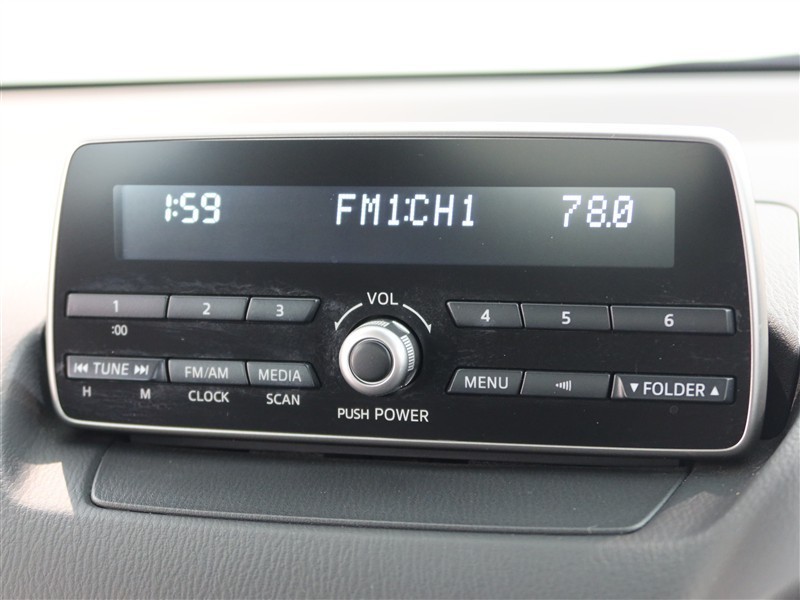 1:59 FM1:CH1 78.0
VOL
1 2 3 4 5 6
:00
⏮ TUNE ⏭ FM/AM MEDIA MENU ▼ FOLDER ▲
H M CLOCK SCAN
PUSH POWER